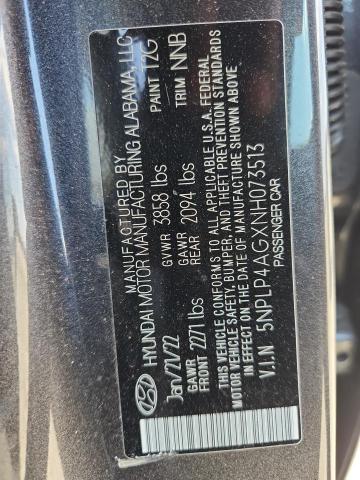 MANUFACTURED BY
HYUNDAI MOTOR MANUFACTURING ALABAMA, LLC
Jan/21/22 GVWR 3858 lbs PAINT T2G
GAWR FRONT 2271 lbs GAWR REAR 2094 lbs TRIM NNB
THIS VEHICLE CONFORMS TO ALL APPLICABLE U.S.A. FEDERAL
MOTOR VEHICLE SAFETY, BUMPER, AND THEFT PREVENTION STANDARDS
IN EFFECT ON THE DATE OF MANUFACTURE SHOWN ABOVE
V.I.N 5NPLP4AGXNH073513
PASSENGER CAR